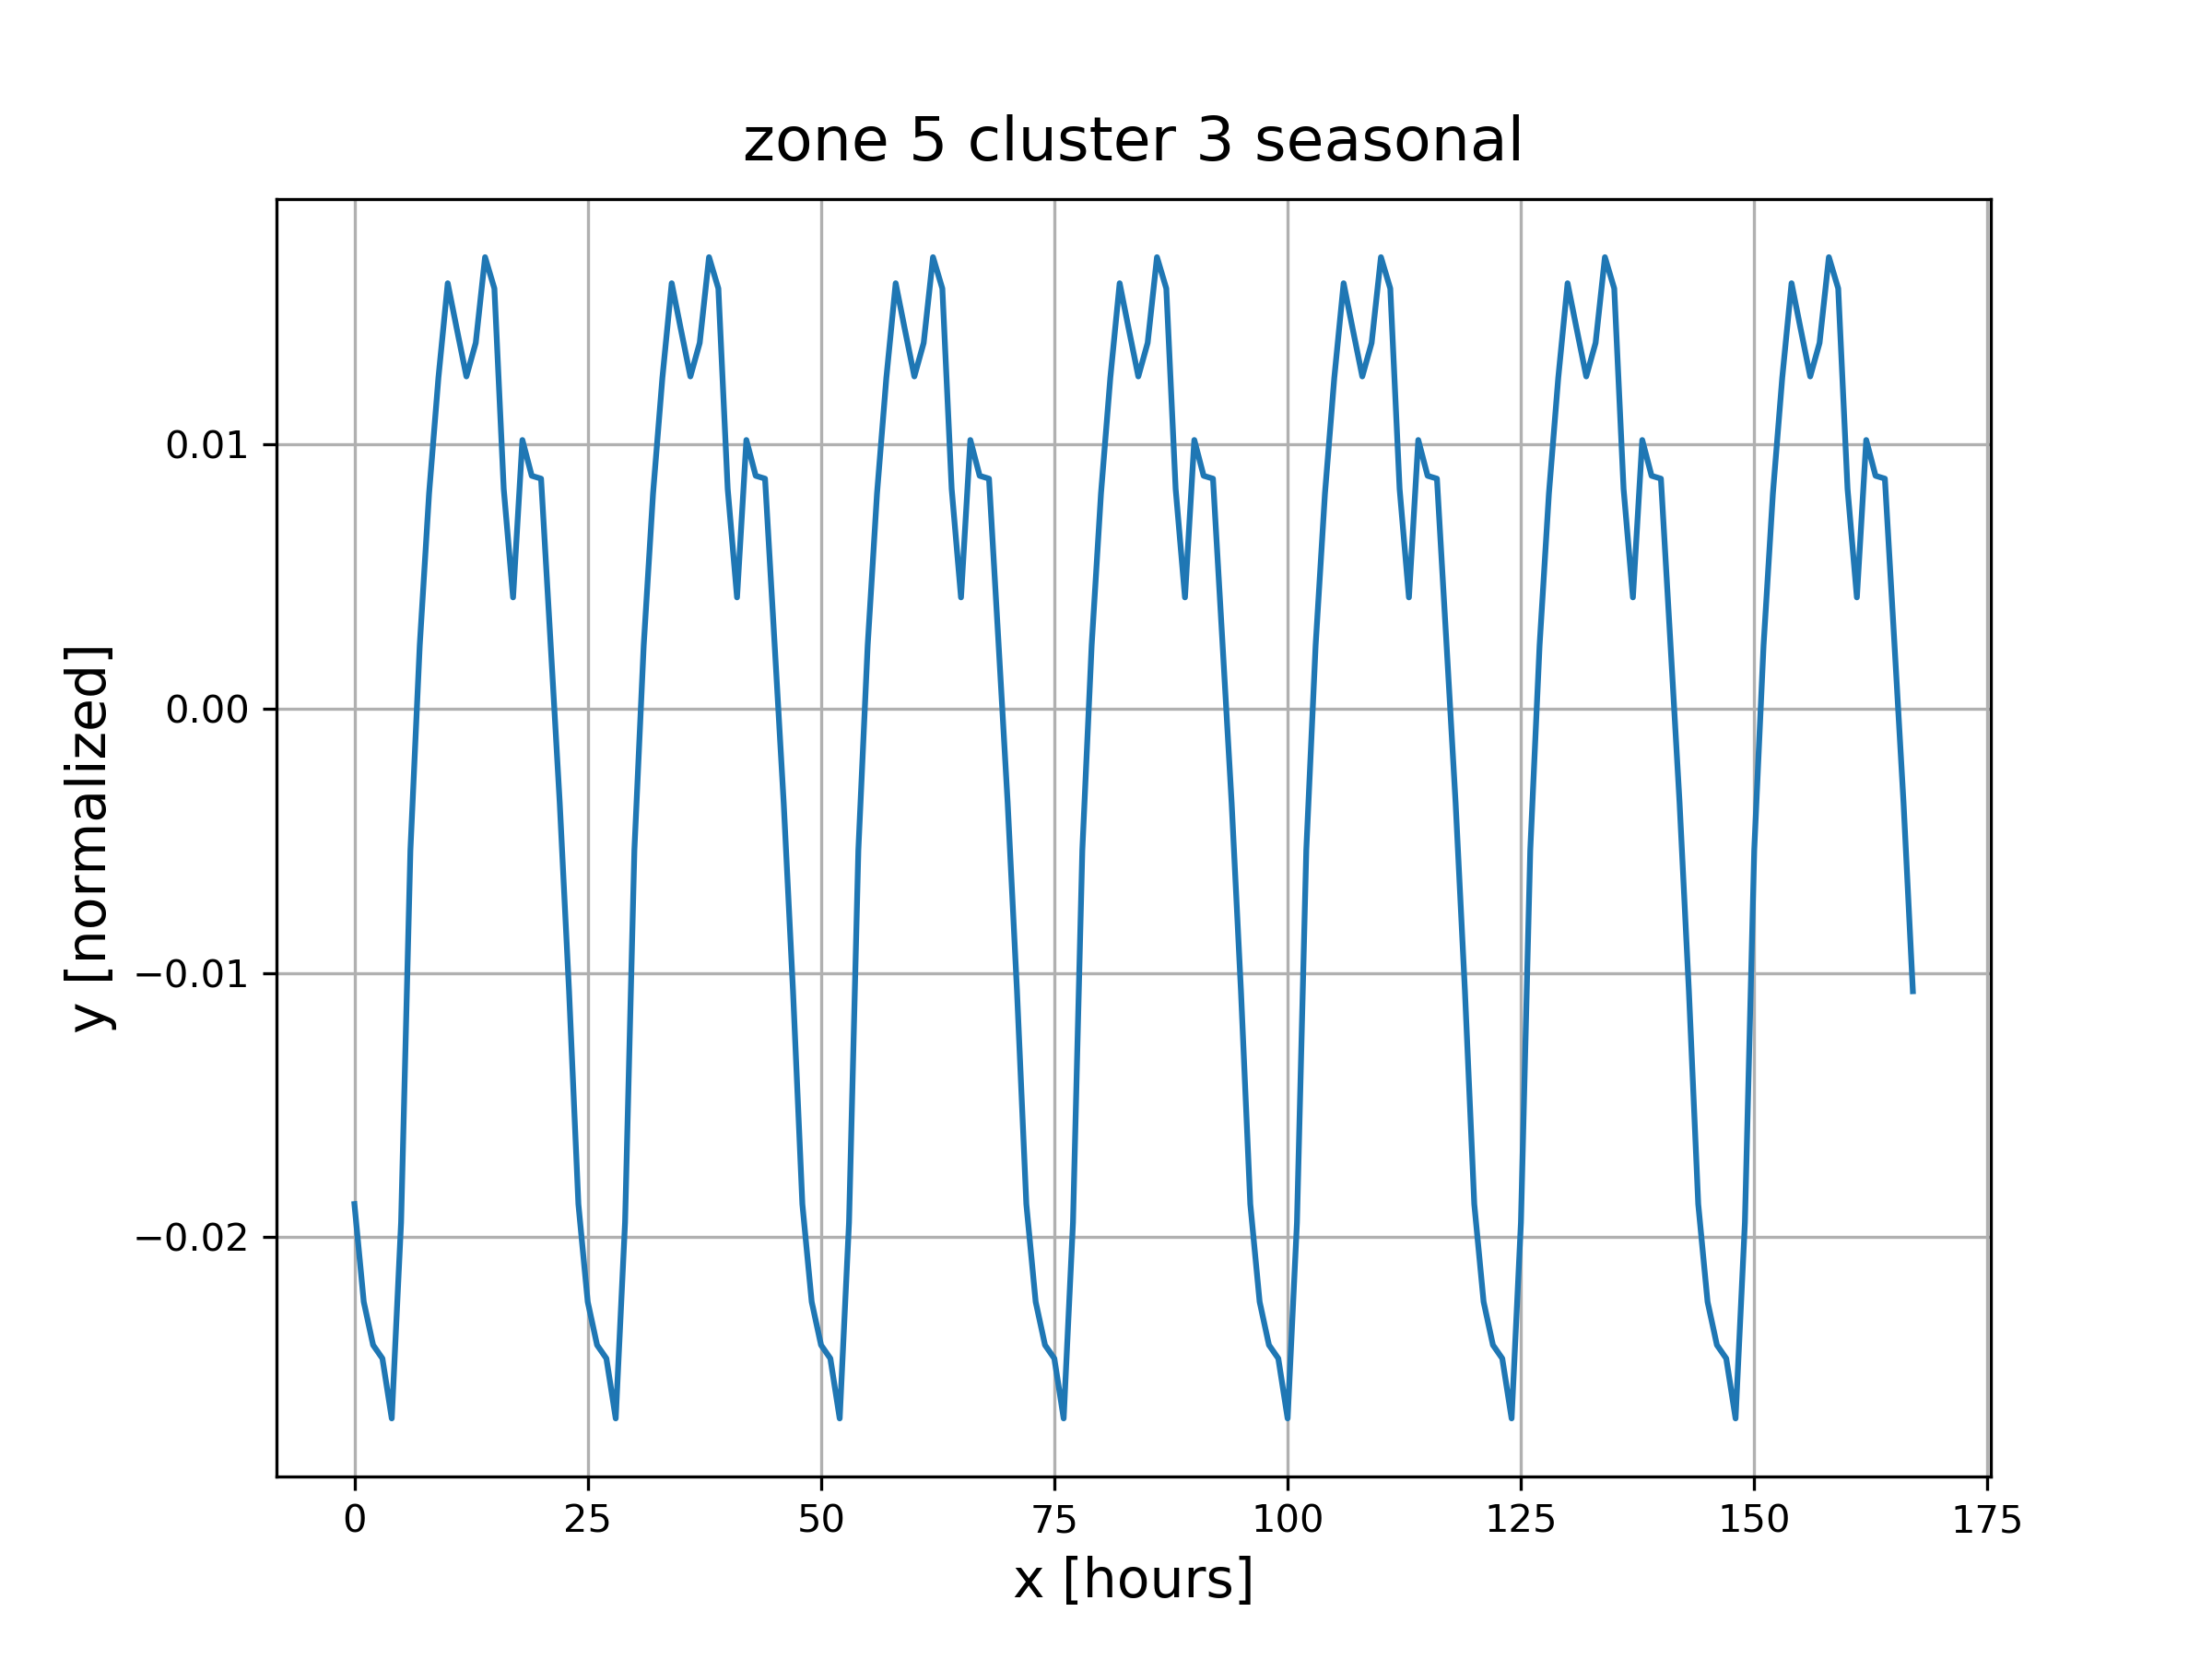 zone 5 cluster 3 seasonal
y [normalized]
0.01
0.00
−0.01
−0.02
0 25 50 75 100 125 150 175
x [hours]